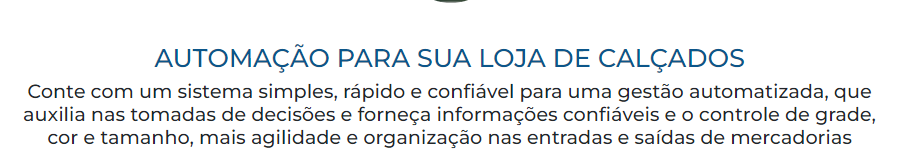 AUTOMAÇÃO PARA SUA LOJA DE CALÇADOS
Conte com um sistema simples, rápido e confiável para uma gestão automatizada, que
auxilia nas tomadas de decisões e forneça informações confiáveis e o controle de grade,
cor e tamanho, mais agilidade e organização nas entradas e saídas de mercadorias